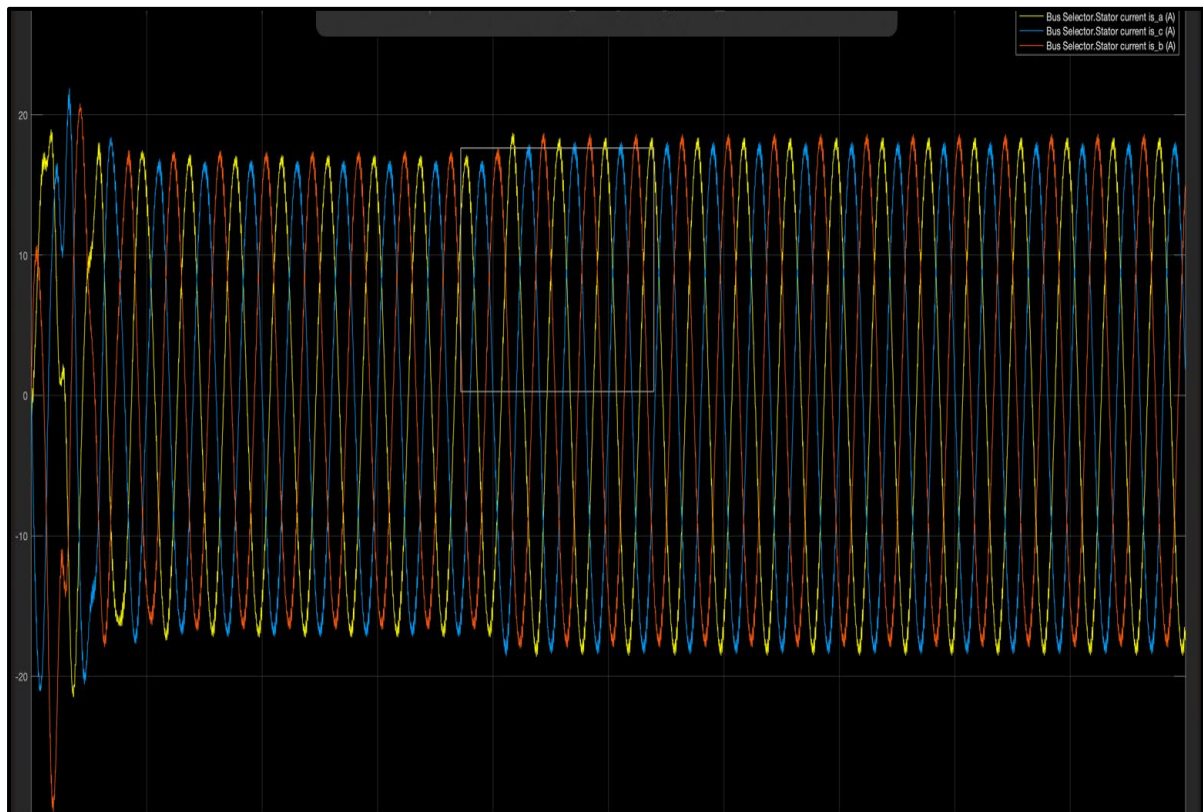 Bus Selector.Stator current is_a (A)
Bus Selector.Stator current is_c (A)
Bus Selector.Stator current is_b (A)
20
10
0
-10
-20